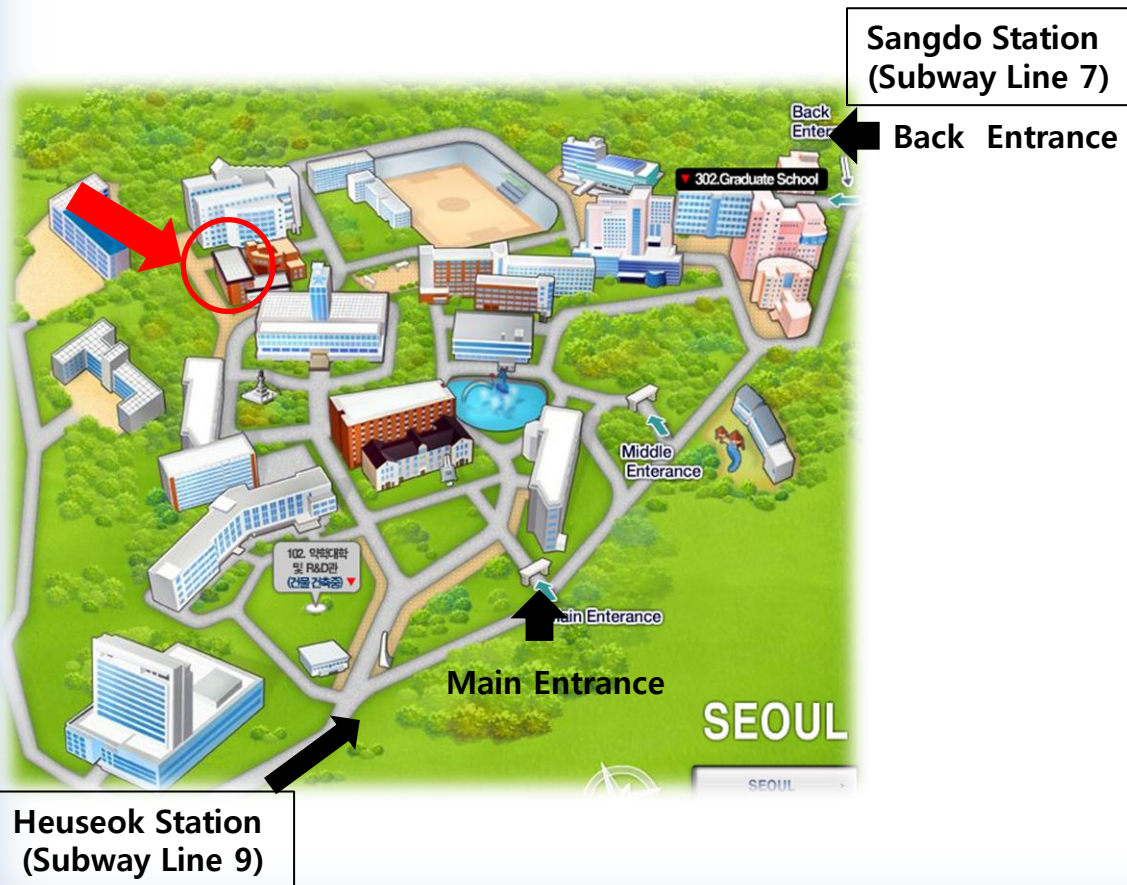 Sangdo Station
(Subway Line 7)
Back
Enter
Back Entrance
▼ 302.Graduate School
Middle
Enterance
102. 약학대학
및 R&D관
(건물 건축중) ▼
ain Enterance
Main Entrance
SEOUL
SEOUL
Heuseok Station
(Subway Line 9)